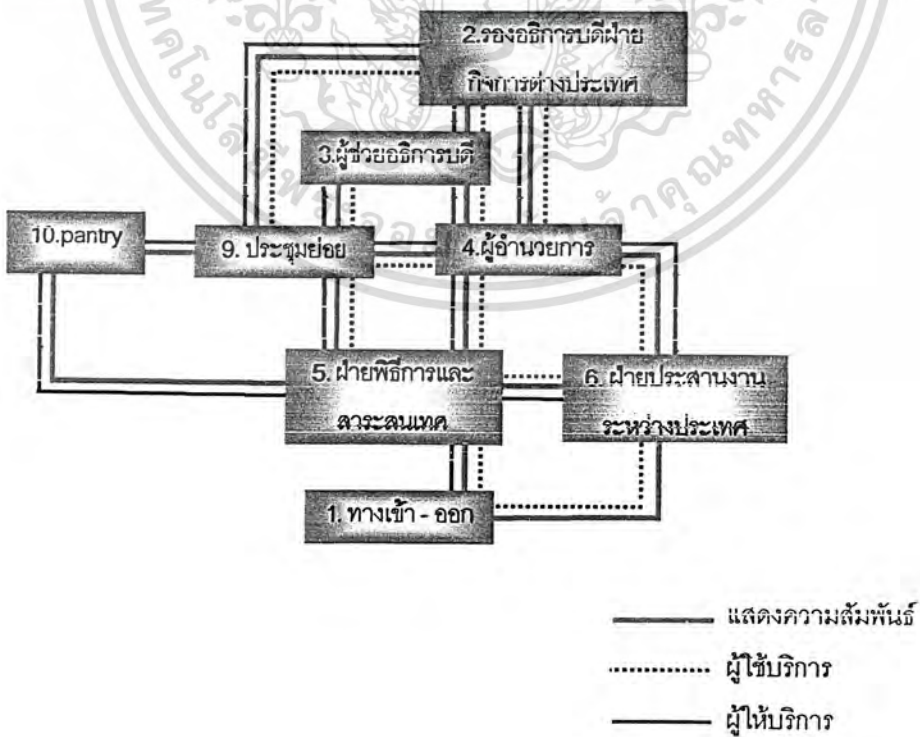 2.รองอธิการบดีฝ่าย
กิจการต่างประเทศ
3.ผู้ช่วยอธิการบดี
10.pantry
9. ประชุมย่อย
4.ผู้อำนวยการ
5. ฝ่ายพิธีการและ
สาระสนเทศ
6. ฝ่ายประสานงาน
ระหว่างประเทศ
1. ทางเข้า - ออก
แสดงความสัมพันธ์
ผู้ใช้บริการ
ผู้ให้บริการ